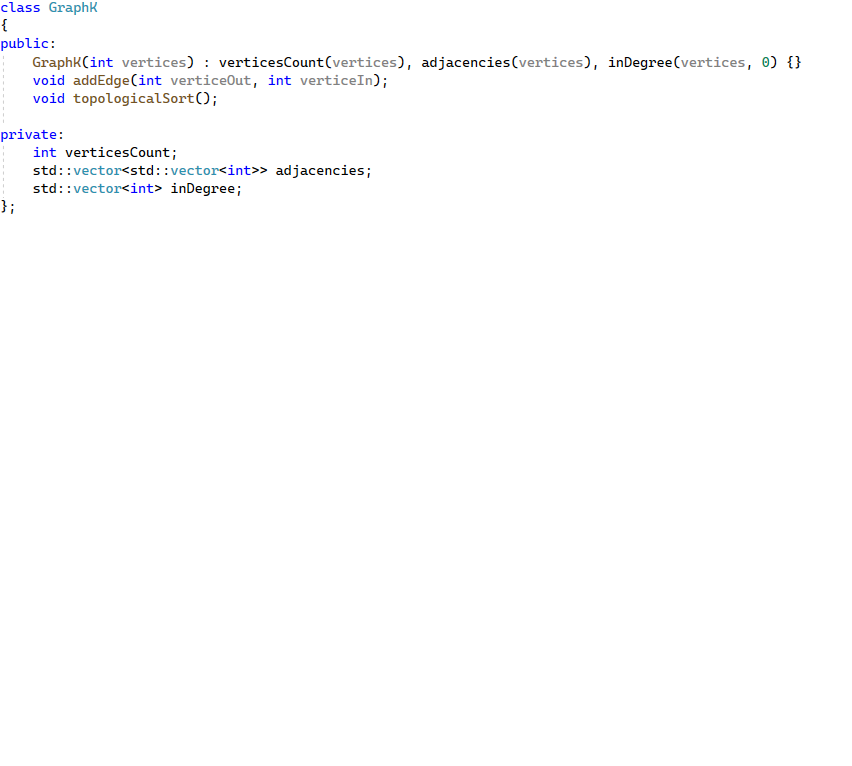 class GraphK
{
public:
    GraphK(int vertices) : verticesCount(vertices), adjacencies(vertices), inDegree(vertices, 0) {}
    void addEdge(int verticeOut, int verticeIn);
    void topologicalSort();

private:
    int verticesCount;
    std::vector<std::vector<int>> adjacencies;
    std::vector<int> inDegree;
};